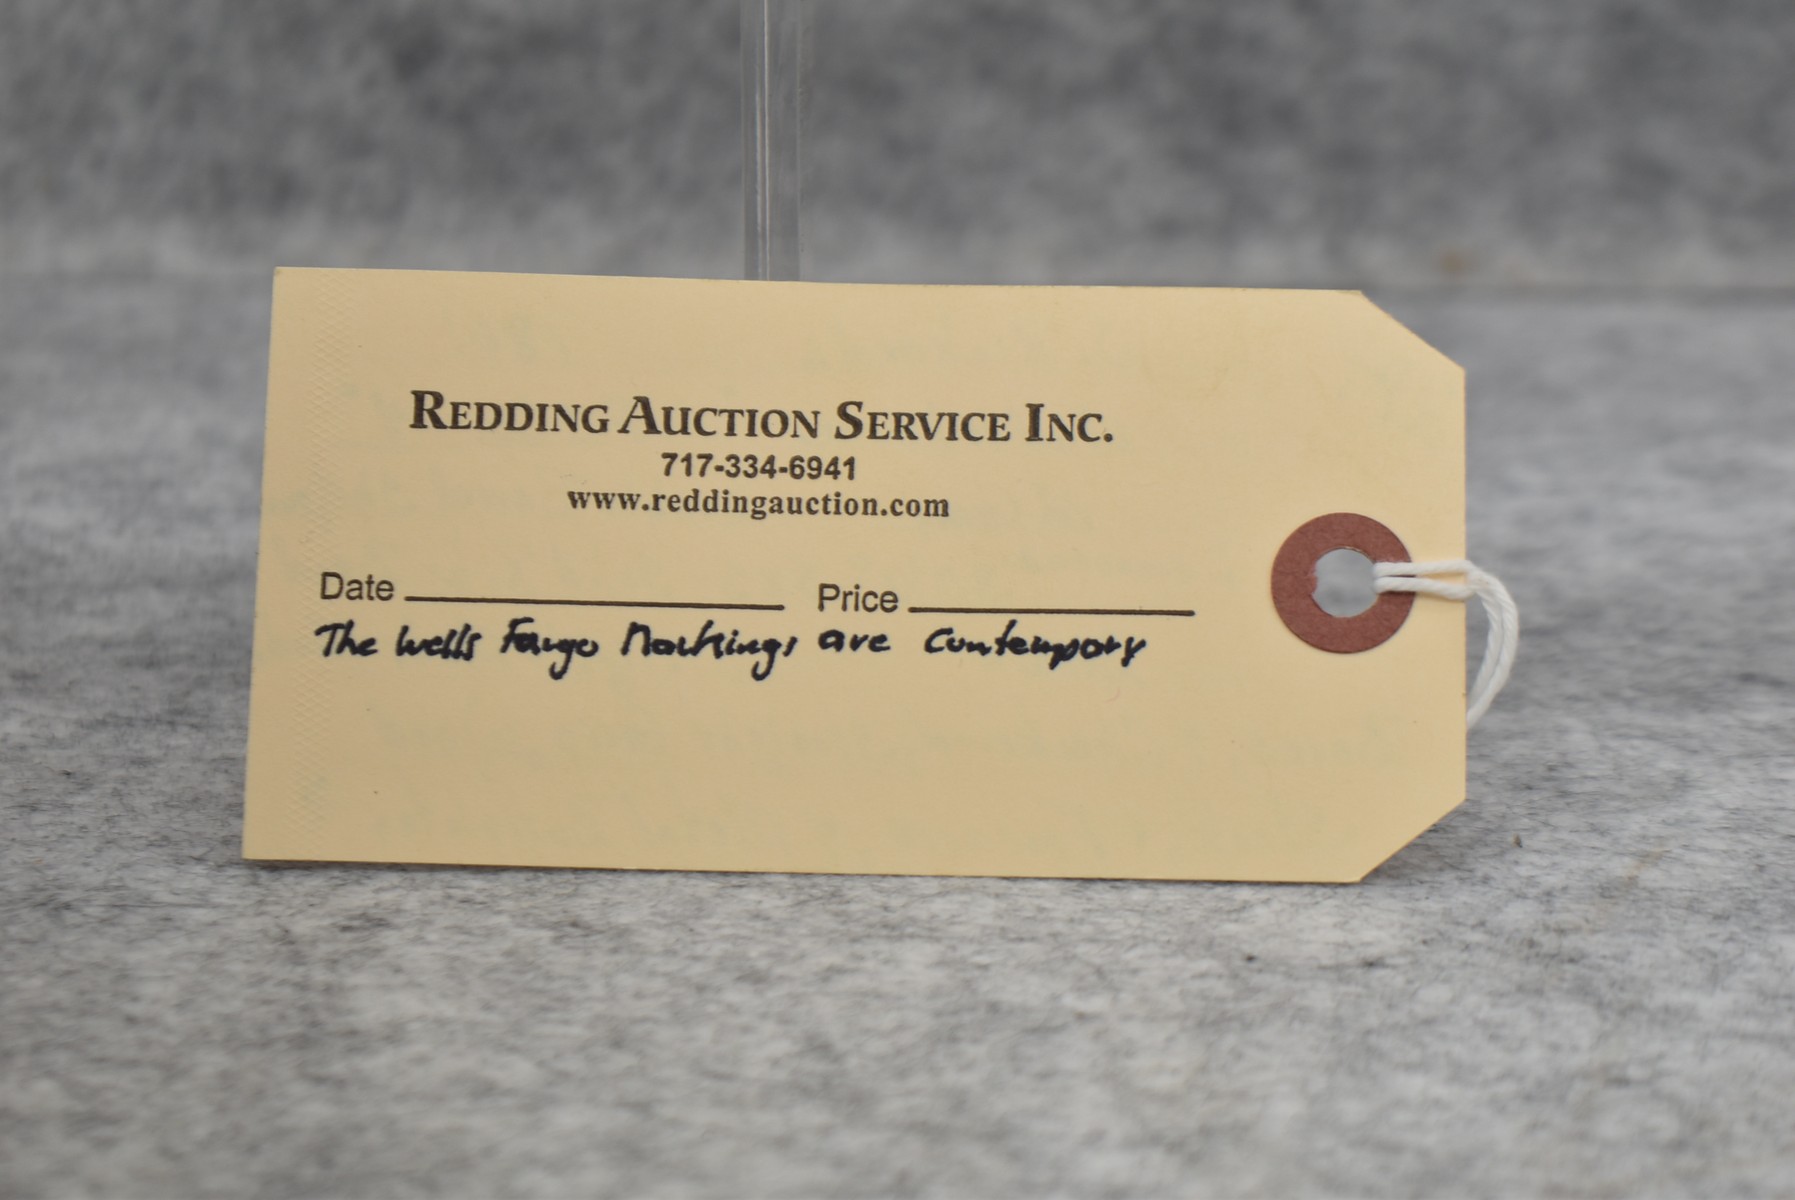 REDDING AUCTION SERVICE INC.
717-334-6941
www.reddingauction.com
Date Price
The Wells Fargo Markings are Contempory